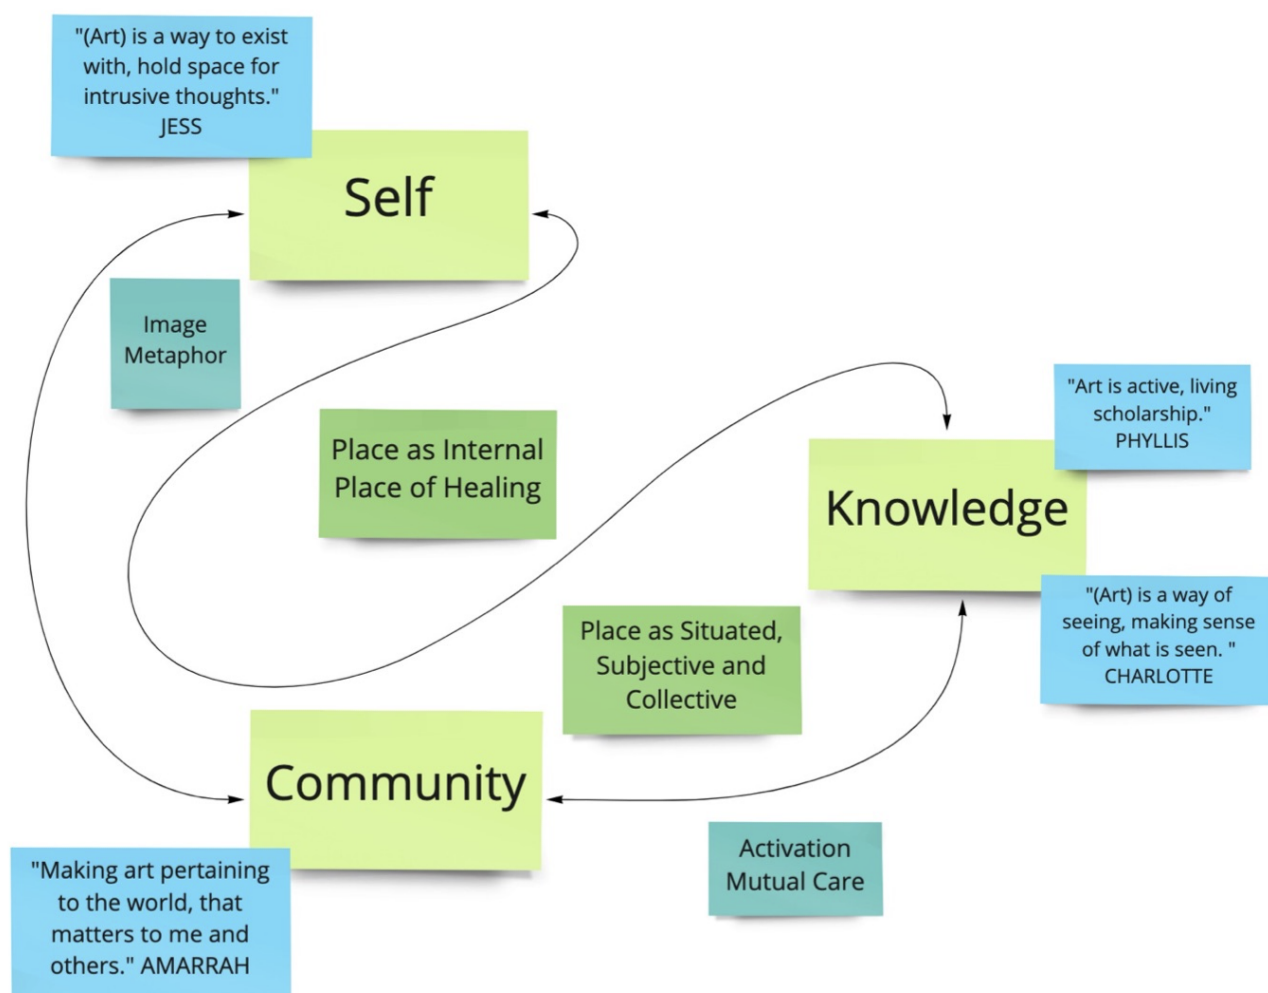 "(Art) is a way to exist
with, hold space for
intrusive thoughts."
JESS
Self
Image
Metaphor
Place as Internal
Place of Healing
"Art is active, living
scholarship."
PHYLLIS
Knowledge
"(Art) is a way of
seeing, making sense
of what is seen. "
CHARLOTTE
Place as Situated,
Subjective and
Collective
Community
Activation
Mutual Care
"Making art pertaining
to the world, that
matters to me and
others." AMARRAH